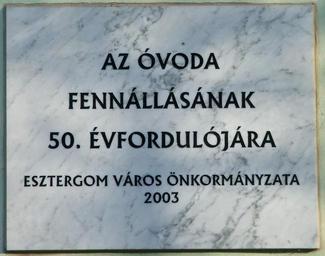 AZ ÓVODA
FENNÁLLÁSÁNAK
50. ÉVFORDULÓJÁRA
ESZTERGOM VÁROS ÖNKORMÁNYZATA
2003